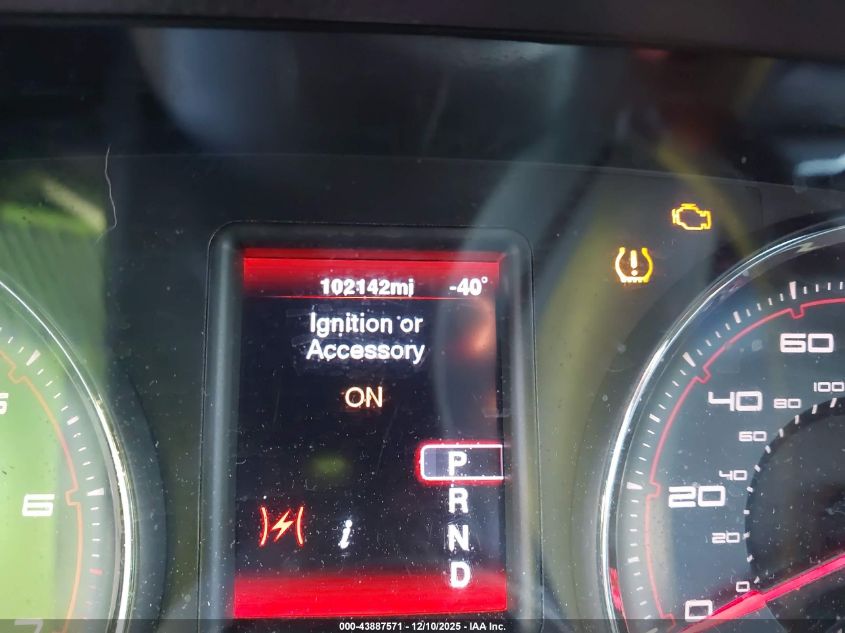 102142mi -40°
Ignition or
Accessory
ON
P
R
N
D
i
6
7
60
40
20
0
100
80
60
40
20
0
000-43887571 - 12/10/2025 - IAA Inc.